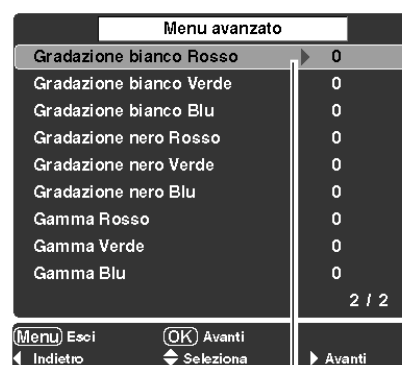 Menu avanzato
Gradazione bianco Rosso 0
Gradazione bianco Verde 0
Gradazione bianco Blu 0
Gradazione nero Rosso 0
Gradazione nero Verde 0
Gradazione nero Blu 0
Gamma Rosso 0
Gamma Verde 0
Gamma Blu 0
2 / 2
Menu Esci OK Avanti
Indietro Seleziona Avanti